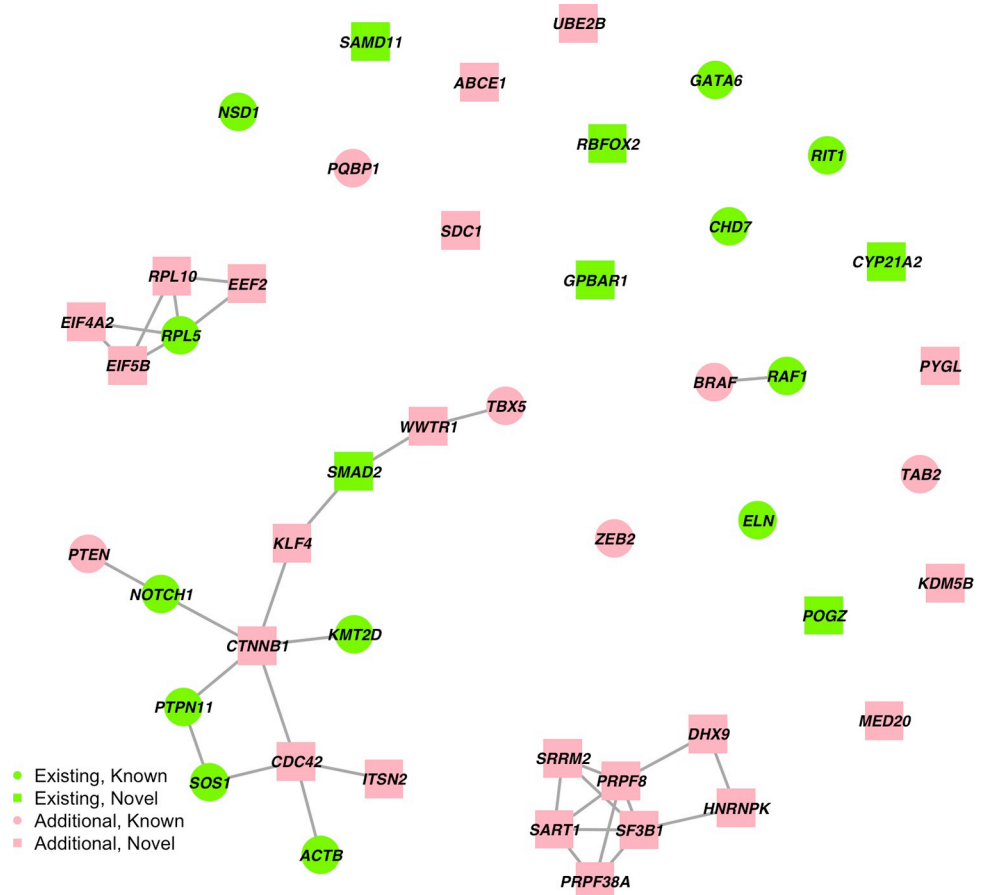 UBE2B
SAMD11
ABCE1
GATA6
NSD1
RBFOX2
RIT1
PQBP1
CHD7
SDC1
CYP21A2
RPL10
EEF2
GPBAR1
EIF4A2
RPL5
EIF5B
PYGL
BRAF
RAF1
TBX5
WWTR1
SMAD2
TAB2
ELN
ZEB2
KLF4
PTEN
KDM5B
NOTCH1
POGZ
KMT2D
CTNNB1
PTPN11
MED20
DHX9
SRRM2
CDC42
PRPF8
ITSN2
SOS1
HNRNPK
SART1
SF3B1
ACTB
PRPF38A
Existing, Known
Existing, Novel
Additional, Known
Additional, Novel